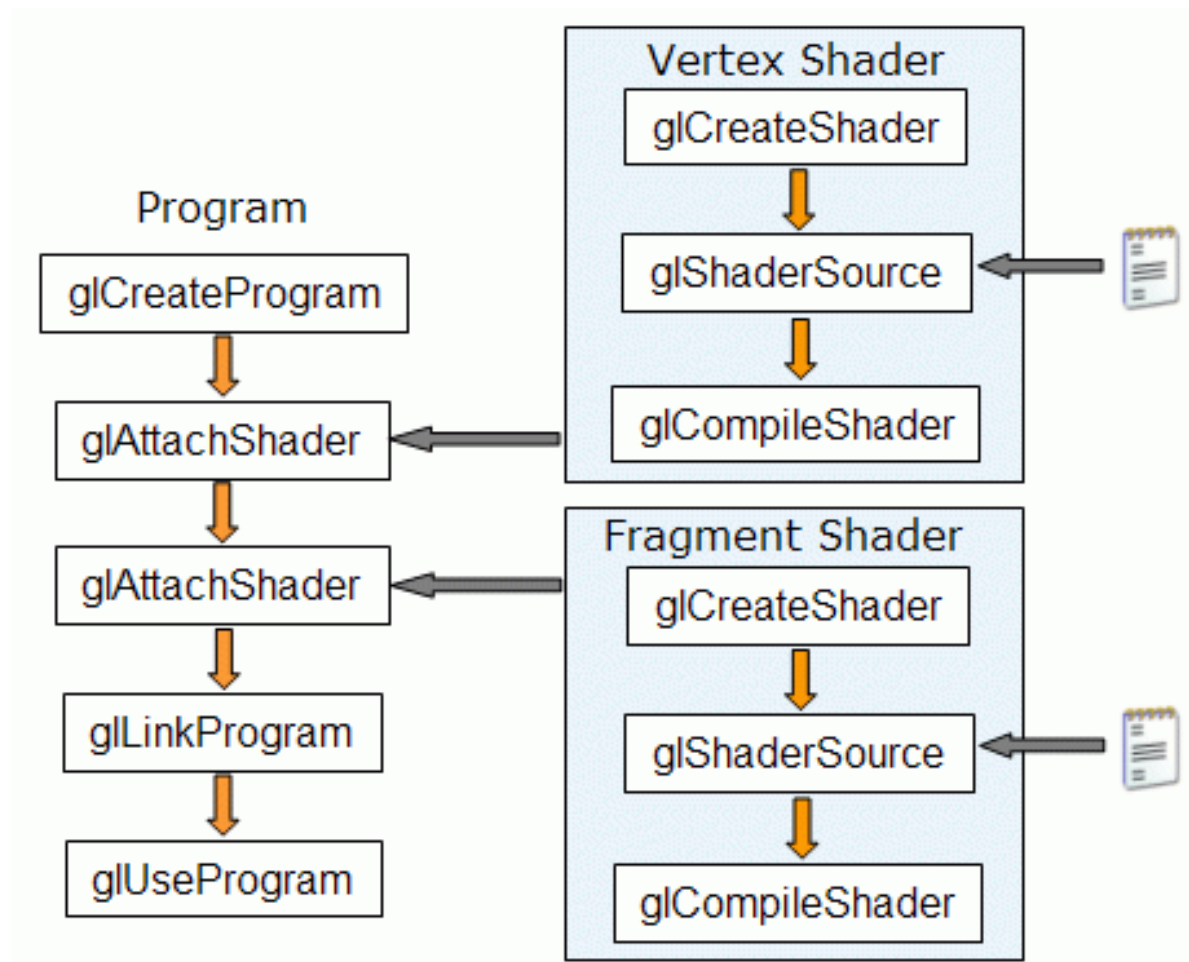 Program
glCreateProgram
glAttachShader
glAttachShader
glLinkProgram
glUseProgram
Vertex Shader
glCreateShader
glShaderSource
glCompileShader
Fragment Shader
glCreateShader
glShaderSource
glCompileShader